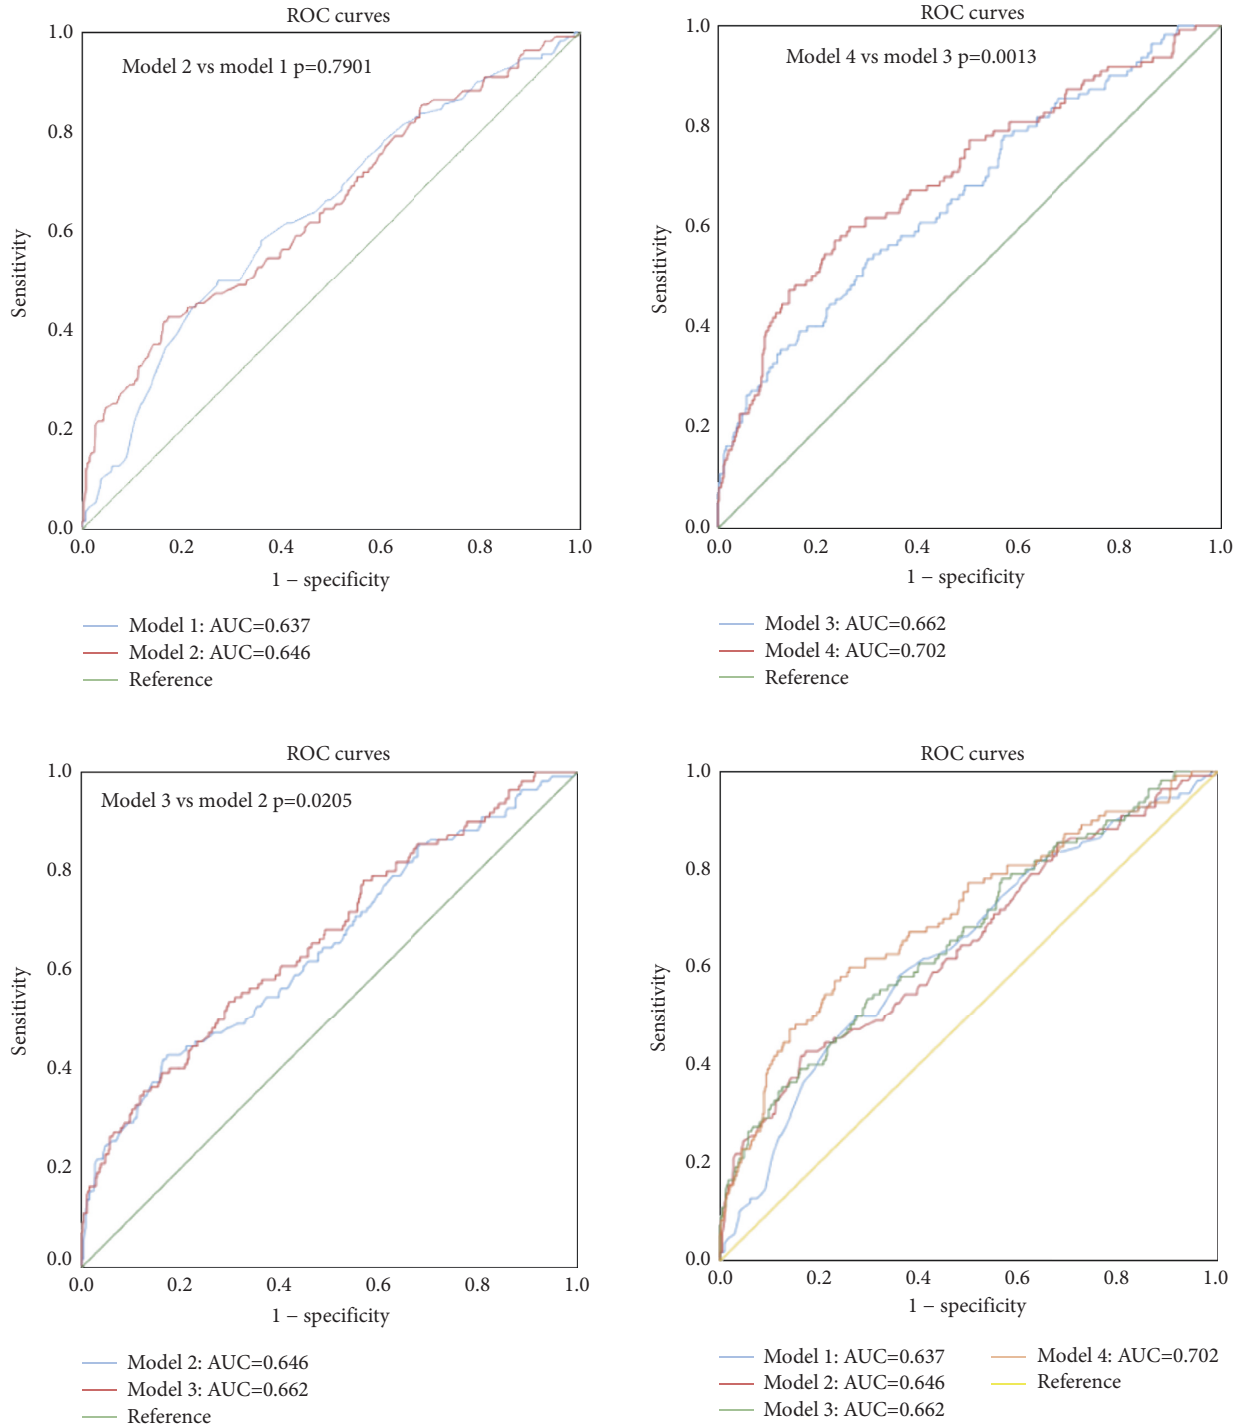 ROC curves
Model 2 vs model 1 p=0.7901
Sensitivity
1.0
0.8
0.6
0.4
0.2
0.0
0.0 0.2 0.4 0.6 0.8 1.0
1 − specificity
Model 1: AUC=0.637
Model 2: AUC=0.646
Reference
ROC curves
Model 4 vs model 3 p=0.0013
Sensitivity
1.0
0.8
0.6
0.4
0.2
0.0
0.0 0.2 0.4 0.6 0.8 1.0
1 − specificity
Model 3: AUC=0.662
Model 4: AUC=0.702
Reference
ROC curves
Model 3 vs model 2 p=0.0205
Sensitivity
1.0
0.8
0.6
0.4
0.2
0.0
0.0 0.2 0.4 0.6 0.8 1.0
1 − specificity
Model 2: AUC=0.646
Model 3: AUC=0.662
Reference
ROC curves
Sensitivity
1.0
0.8
0.6
0.4
0.2
0.0
0.0 0.2 0.4 0.6 0.8 1.0
1 − specificity
Model 1: AUC=0.637
Model 2: AUC=0.646
Model 3: AUC=0.662
Model 4: AUC=0.702
Reference